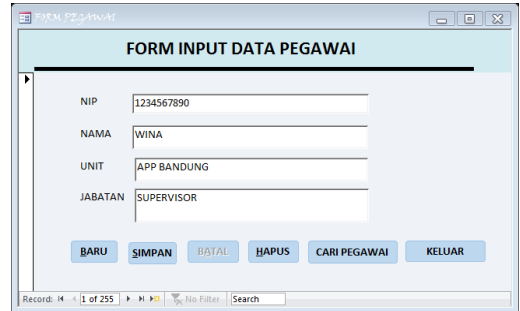 FORM PEGAWAI
FORM INPUT DATA PEGAWAI
NIP 1234567890
NAMA WINA
UNIT APP BANDUNG
JABATAN SUPERVISOR
BARU SIMPAN BATAL HAPUS CARI PEGAWAI KELUAR
Record: 1 of 255 No Filter Search